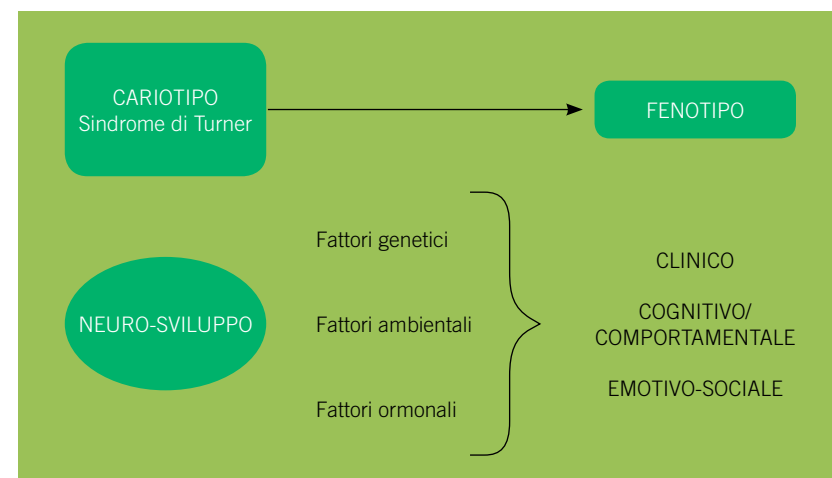 CARIOTIPO
Sindrome di Turner
FENOTIPO
NEURO-SVILUPPO
Fattori genetici
Fattori ambientali
Fattori ormonali
CLINICO
COGNITIVO/
COMPORTAMENTALE
EMOTIVO-SOCIALE